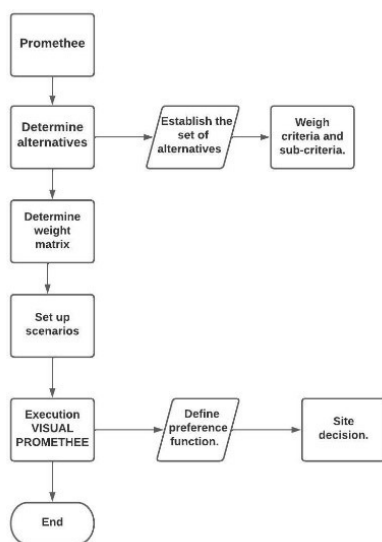 Promethee
Determine
alternatives
Establish the
set of
alternatives
Weigh
criteria and
sub-criteria.
Determine
weight
matrix
Set up
scenarios
Execution
VISUAL
PROMETHEE
Define
preference
function.
Site
decision.
End